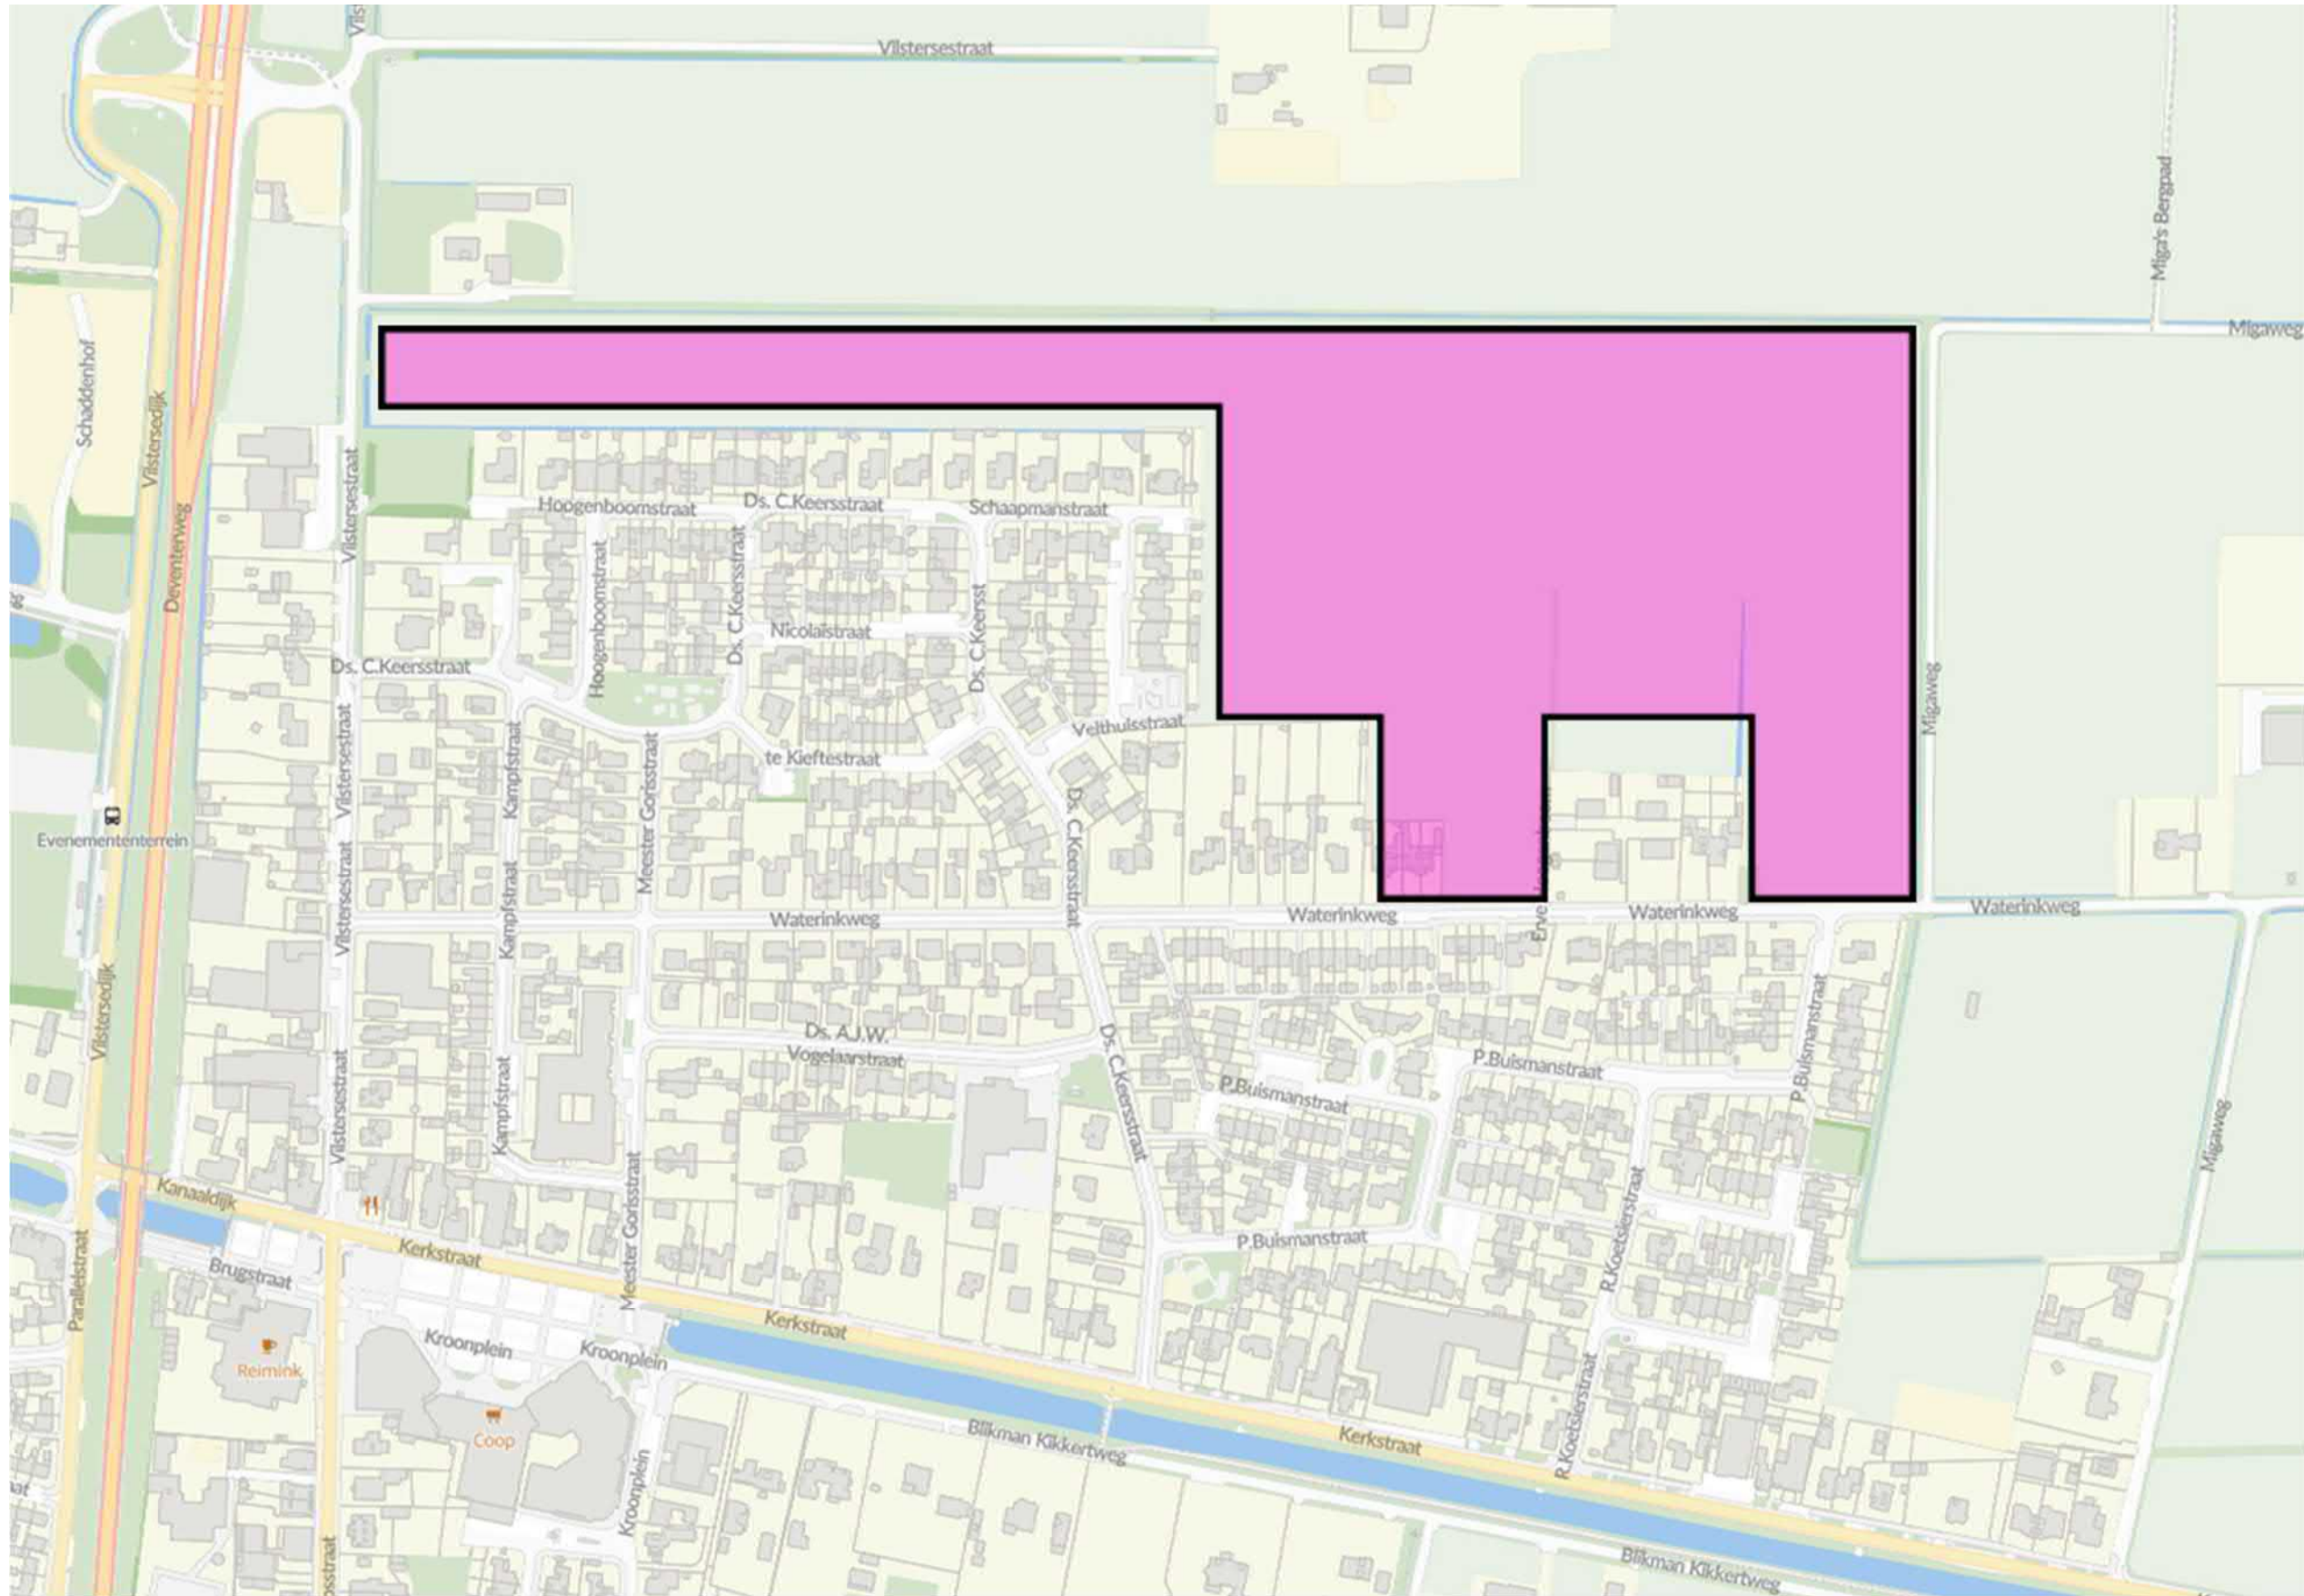 Vilstersestraat
Miga's Bergpad
Migaweg
Schaddenhof
Vilstersedijk
Deventerweg
Vilstersestraat
Hoogenboomstraat
Ds. C.Keersstraat
Schaapmanstraat
Hoogenboomstraat
Ds. C.Keersstraat
Nicolaïstraat
Ds. C.Keersst
Ds. C.Keersstraat
Velthuisstraat
Migaweg
te Kieftestraat
Vilstersestraat
Kampfstraat
Meester Gorisstraat
Ds. C.Keersstraat
Evenemententerrein
Vilstersestraat
Kampfstraat
Waterinkweg
Waterinkweg
Erve
Waterinkweg
Waterinkweg
Vilstersedijk
Ds. A.J.W.
Vogelaarstraat
Vilstersestraat
Kampfstraat
Ds. C.Keersstraat
P.Buismanstraat
P.Buismanstraat
P.Buismanstraat
Migaweg
Kanaaldijk
Meester Gorisstraat
P.Buismanstraat
R.Koetsierstraat
Parallelstraat
Brugstraat
Kerkstraat
Kerkstraat
Kroonplein
Kroonplein
Reimink
Coop
Kroonplein
Blikman Kikkertweg
Kerkstraat
R.Koetsierstraat
Blikman Kikkertweg